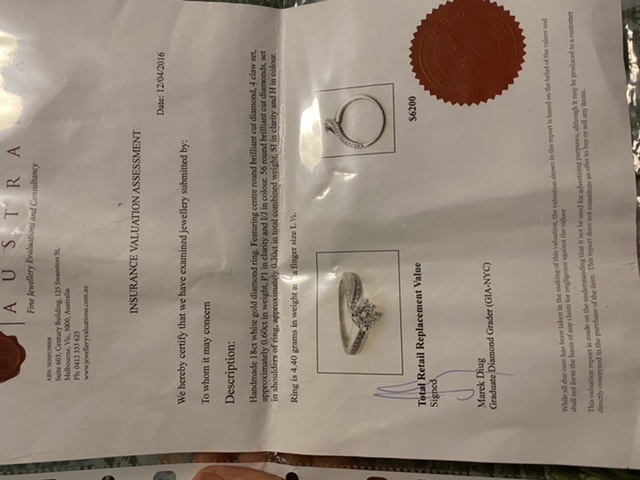 AUSTRA
Fine Jewellery Evaluations and Consultancy
Suite 603, Century Building, 125 Swanston St,
Melbourne, Vic, 3000, Australia
Ph: 0412 333 625
www.jewelleryvaluations.com.au
Date: 12/04/2016
INSURANCE VALUATION ASSESSMENT
We hereby certify that we have examined jewellery submitted by:
To whom it may concern
Description:
Handmade 18ct white gold diamond ring. Featuring centre round brilliant cut diamond, 4 claw set,
approximately 0.60ct in weight, P1 in clarity and I/J in colour. 56 round brilliant cut diamonds, set
in shoulders of ring, approximately 0.30ct in total combined weight, SI in clarity and H in colour.
Ring is 4.40 grams in weight a finger size L ½.
Total Retail Replacement Value $6200
Signed
Marek Dlug
Graduate Diamond Grader (GIA-NYC)
While all due care has been taken in the making of this valuation, the valuation shown in the report is based on the belief of the values and
shall not form the basis of any claim for negligence against the valuer
This valuation report is made on the understanding that it not be used for advertising purposes, although it may be produced to a customer
directly concerned in the purchase of the item. This report does not constitute an offer to buy or sell any items.